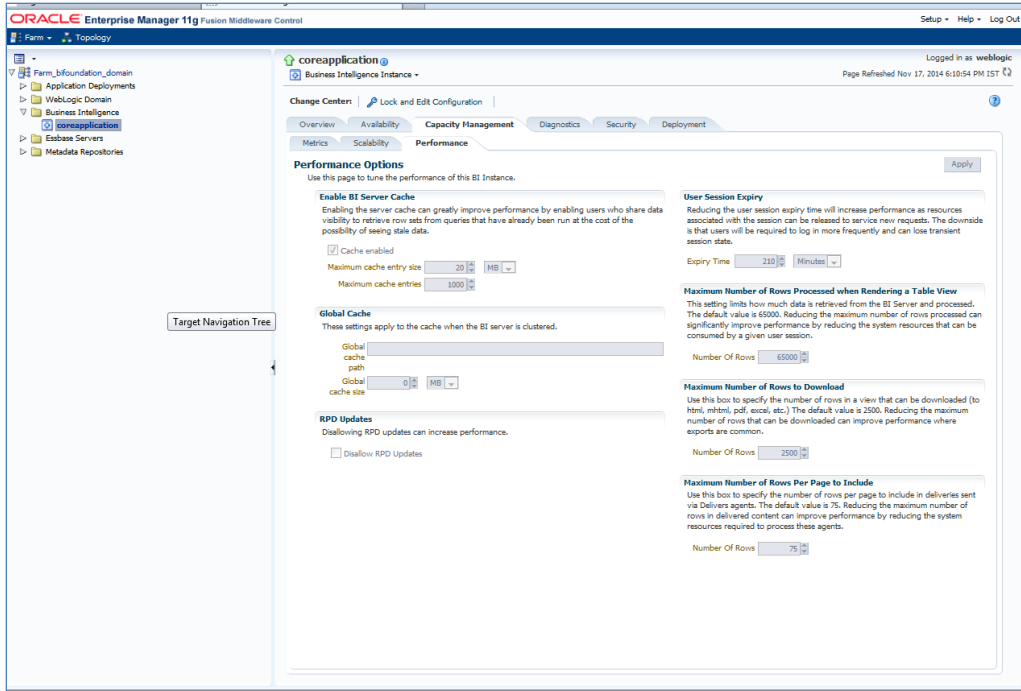 ORACLE Enterprise Manager 11g Fusion Middleware Control
Setup Help Log Out
Farm Topology
Farm_bifoundation_domain
Application Deployments
WebLogic Domain
Business Intelligence
coreapplication
Essbase Servers
Metadata Repositories
Target Navigation Tree
coreapplication
Logged in as weblogic
Business Intelligence Instance
Page Refreshed Nov 17, 2014 6:10:54 PM IST
Change Center: Lock and Edit Configuration
Overview Availability Capacity Management Diagnostics Security Deployment
Metrics Scalability Performance
Performance Options
Apply
Use this page to tune the performance of this BI Instance.
Enable BI Server Cache
Enabling the server cache can greatly improve performance by enabling users who share data
visibility to retrieve row sets from queries that have already been run at the cost of the
possibility of seeing stale data.
Cache enabled
Maximum cache entry size 20 MB
Maximum cache entries 1000
Global Cache
These settings apply to the cache when the BI server is clustered.
Global
cache
path
Global
cache size 0 MB
RPD Updates
Disallowing RPD updates can increase performance.
Disallow RPD Updates
User Session Expiry
Reducing the user session expiry time will increase performance as resources
associated with the session can be released to service new requests. The downside
is that users will be required to log in more frequently and can lose transient
session state.
Expiry Time 210 Minutes
Maximum Number of Rows Processed when Rendering a Table View
This setting limits how much data is retrieved from the BI Server and processed.
The default value is 65000. Reducing the maximum number of rows processed can
significantly improve performance by reducing the system resources that can be
consumed by a given user session.
Number Of Rows 65000
Maximum Number of Rows to Download
Use this box to specify the number of rows in a view that can be downloaded (to
html, mhtml, pdf, excel, etc.) The default value is 2500. Reducing the maximum
number of rows that can be downloaded can improve performance where
exports are common.
Number Of Rows 2500
Maximum Number of Rows Per Page to Include
Use this box to specify the number of rows per page to include in deliveries sent
via Delivers agents. The default value is 75. Reducing the maximum number of
rows in delivered content can improve performance by reducing the system
resources required to process these agents.
Number Of Rows 75